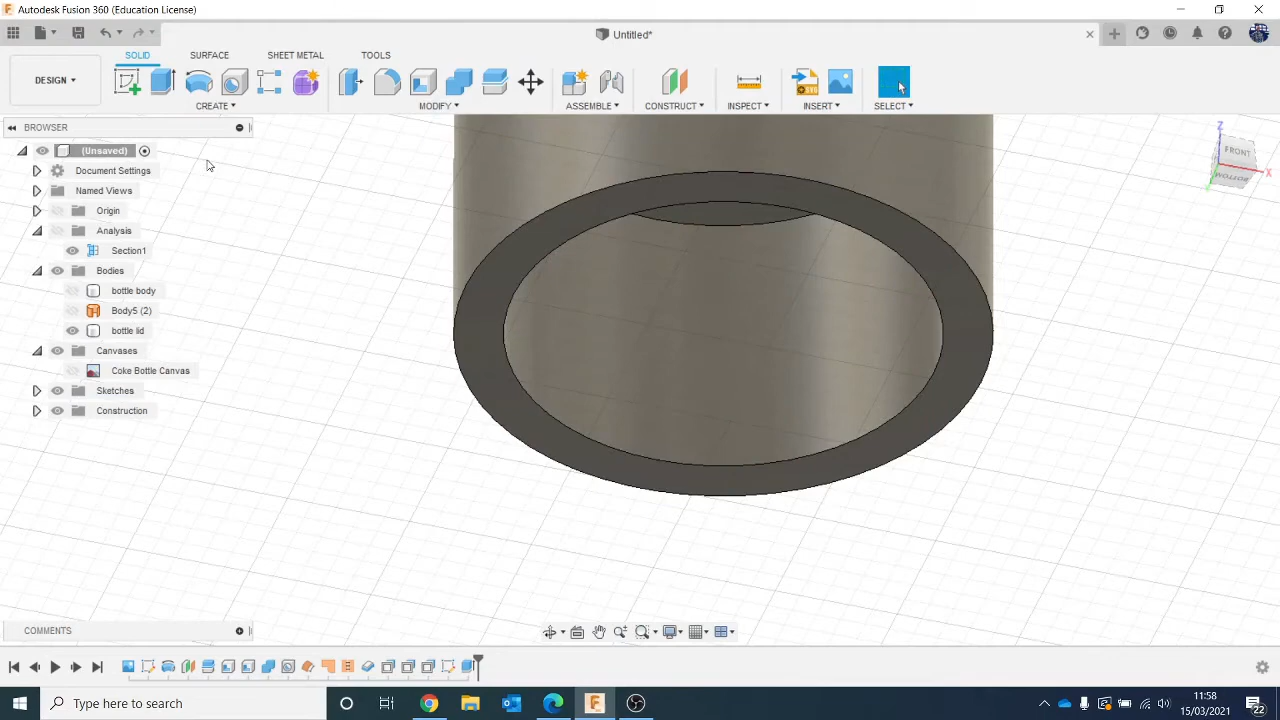 Autodesk Fusion 360 (Education License)
Untitled*
SOLID SURFACE SHEET METAL TOOLS
DESIGN
CREATE MODIFY ASSEMBLE CONSTRUCT INSPECT INSERT SELECT
BROWSER
(Unsaved)
Document Settings
Named Views
Origin
Analysis
Section1
Bodies
bottle body
Body5 (2)
bottle lid
Canvases
Coke Bottle Canvas
Sketches
Construction
Z
FRONT
X
BOTTOM
COMMENTS
Type here to search
11:58
15/03/2021
22